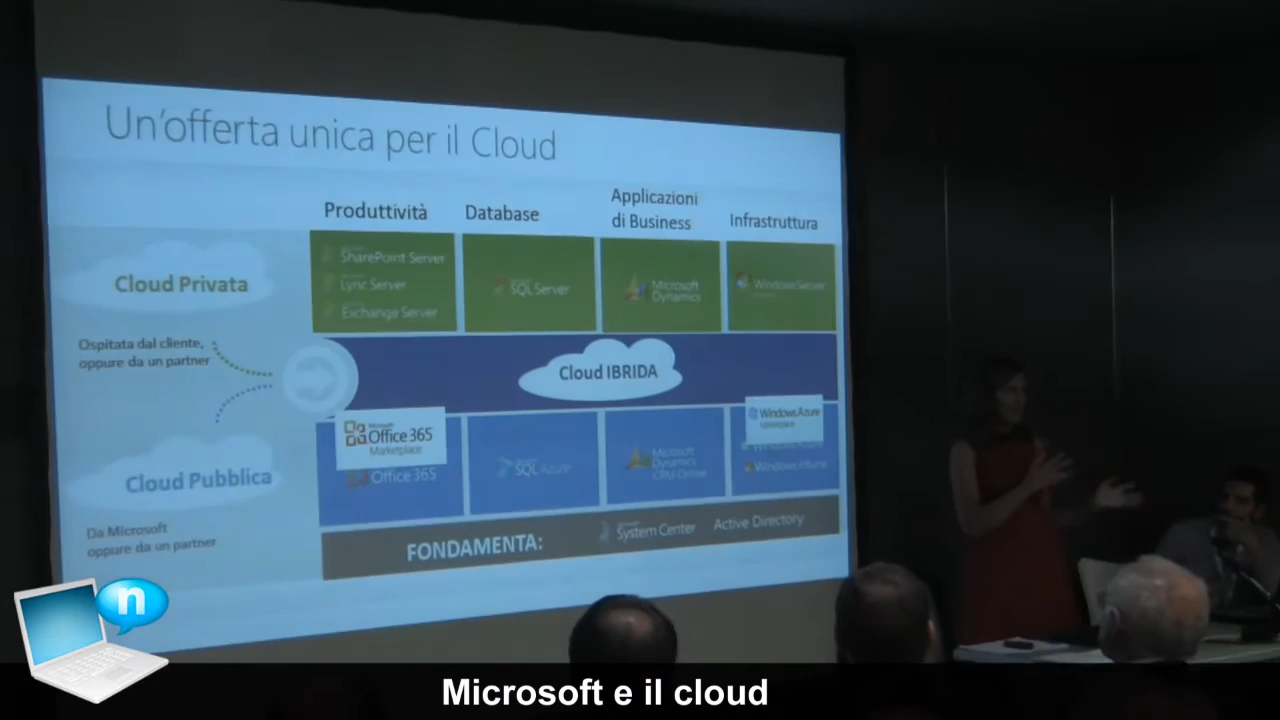 Un'offerta unica per il Cloud
Produttività
Database
Applicazioni
di Business
Infrastruttura
Cloud Privata
SharePoint Server
Lync Server
Exchange Server
SQL Server
Microsoft
Dynamics
Windows Server
Ospitata dal cliente,
oppure da un partner
Cloud IBRIDA
Cloud Pubblica
Microsoft
Office 365
Marketplace
Office 365
SQL Azure
Microsoft
Dynamics
CRM Online
Windows Azure
Marketplace
Windows Intune
Da Microsoft
oppure da un partner
FONDAMENTA:
System Center
Active Directory
n
Microsoft e il cloud